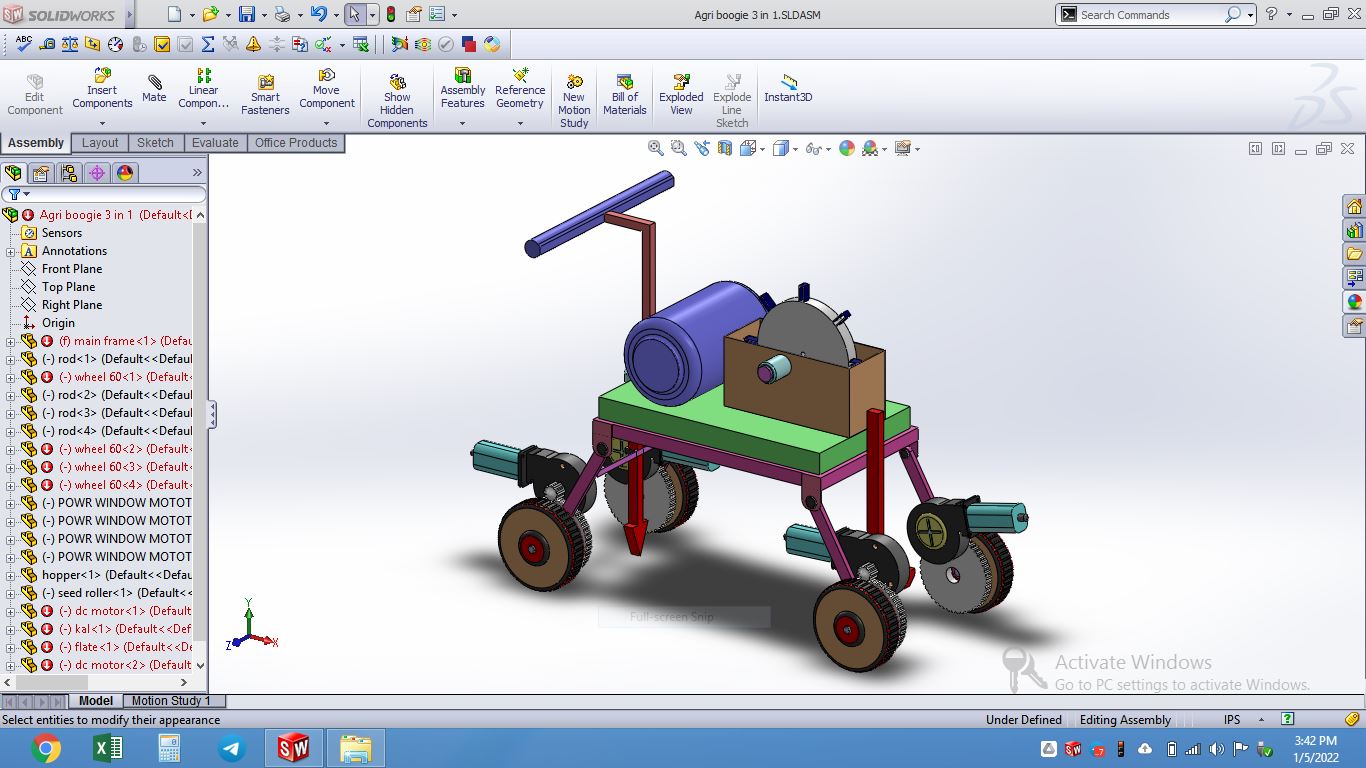 SOLIDWORKS
Agri boogie 3 in 1.SLDASM
Search Commands
ABC
Edit Component
Insert Components
Mate
Linear Compon...
Smart Fasteners
Move Component
Show Hidden Components
Assembly Features
Reference Geometry
New Motion Study
Bill of Materials
Exploded View
Explode Line Sketch
Instant3D
Assembly Layout Sketch Evaluate Office Products
Agri boogie 3 in 1 (Default<
Sensors
Annotations
Front Plane
Top Plane
Right Plane
Origin
(f) main frame<1> (Defau
(-) rod<1> (Default<<Defaul
(-) wheel 60<1> (Default<
(-) rod<2> (Default<<Defaul
(-) rod<3> (Default<<Defaul
(-) rod<4> (Default<<Defaul
(-) wheel 60<2> (Default<
(-) wheel 60<3> (Default<
(-) wheel 60<4> (Default<
(-) POWR WINDOW MOTOT
(-) POWR WINDOW MOTOT
(-) POWR WINDOW MOTOT
(-) POWR WINDOW MOTOT
hopper<1> (Default<<Defau
(-) seed roller<1> (Default<<
(-) dc motor<1> (Default
(-) kal<1> (Default<<Def
(-) flate<1> (Default<<De
(-) dc motor<2> (Default
Y
Z X
Full-screen Snip
Activate Windows
Go to PC settings to activate Windows.
Model Motion Study 1
Select entities to modify their appearance
Under Defined Editing Assembly IPS
3:42 PM
1/5/2022